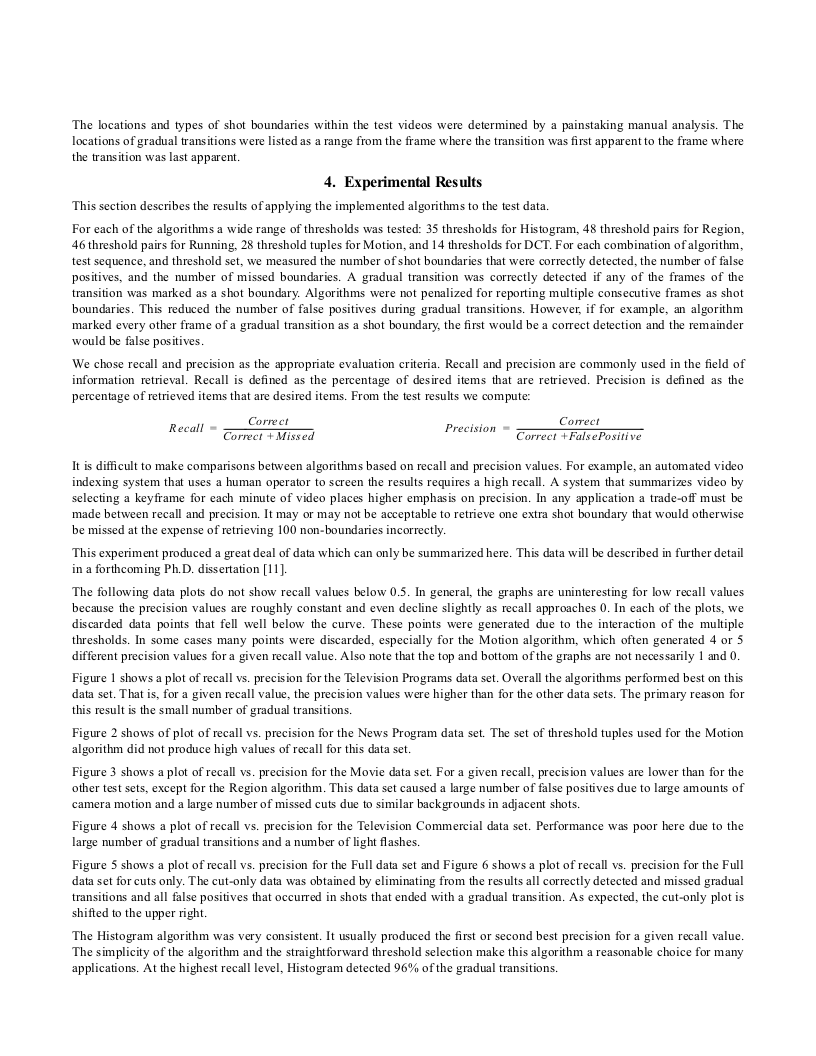 The locations and types of shot boundaries within the test videos were determined by a painstaking manual analysis. The
locations of gradual transitions were listed as a range from the frame where the transition was first apparent to the frame where
the transition was last apparent.
4. Experimental Results
This section describes the results of applying the implemented algorithms to the test data.
For each of the algorithms a wide range of thresholds was tested: 35 thresholds for Histogram, 48 threshold pairs for Region,
46 threshold pairs for Running, 28 threshold tuples for Motion, and 14 thresholds for DCT. For each combination of algorithm,
test sequence, and threshold set, we measured the number of shot boundaries that were correctly detected, the number of false
positives, and the number of missed boundaries. A gradual transition was correctly detected if any of the frames of the
transition was marked as a shot boundary. Algorithms were not penalized for reporting multiple consecutive frames as shot
boundaries. This reduced the number of false positives during gradual transitions. However, if for example, an algorithm
marked every other frame of a gradual transition as a shot boundary, the first would be a correct detection and the remainder
would be false positives.
We chose recall and precision as the appropriate evaluation criteria. Recall and precision are commonly used in the field of
information retrieval. Recall is defined as the percentage of desired items that are retrieved. Precision is defined as the
percentage of retrieved items that are desired items. From the test results we compute:
Recall = Correct / Correct + Missed Precision = Correct / Correct + FalsePositive
It is difficult to make comparisons between algorithms based on recall and precision values. For example, an automated video
indexing system that uses a human operator to screen the results requires a high recall. A system that summarizes video by
selecting a keyframe for each minute of video places higher emphasis on precision. In any application a trade-off must be
made between recall and precision. It may or may not be acceptable to retrieve one extra shot boundary that would otherwise
be missed at the expense of retrieving 100 non-boundaries incorrectly.
This experiment produced a great deal of data which can only be summarized here. This data will be described in further detail
in a forthcoming Ph.D. dissertation [11].
The following data plots do not show recall values below 0.5. In general, the graphs are uninteresting for low recall values
because the precision values are roughly constant and even decline slightly as recall approaches 0. In each of the plots, we
discarded data points that fell well below the curve. These points were generated due to the interaction of the multiple
thresholds. In some cases many points were discarded, especially for the Motion algorithm, which often generated 4 or 5
different precision values for a given recall value. Also note that the top and bottom of the graphs are not necessarily 1 and 0.
Figure 1 shows a plot of recall vs. precision for the Television Programs data set. Overall the algorithms performed best on this
data set. That is, for a given recall value, the precision values were higher than for the other data sets. The primary reason for
this result is the small number of gradual transitions.
Figure 2 shows of plot of recall vs. precision for the News Program data set. The set of threshold tuples used for the Motion
algorithm did not produce high values of recall for this data set.
Figure 3 shows a plot of recall vs. precision for the Movie data set. For a given recall, precision values are lower than for the
other test sets, except for the Region algorithm. This data set caused a large number of false positives due to large amounts of
camera motion and a large number of missed cuts due to similar backgrounds in adjacent shots.
Figure 4 shows a plot of recall vs. precision for the Television Commercial data set. Performance was poor here due to the
large number of gradual transitions and a number of light flashes.
Figure 5 shows a plot of recall vs. precision for the Full data set and Figure 6 shows a plot of recall vs. precision for the Full
data set for cuts only. The cut-only data was obtained by eliminating from the results all correctly detected and missed gradual
transitions and all false positives that occurred in shots that ended with a gradual transition. As expected, the cut-only plot is
shifted to the upper right.
The Histogram algorithm was very consistent. It usually produced the first or second best precision for a given recall value.
The simplicity of the algorithm and the straightforward threshold selection make this algorithm a reasonable choice for many
applications. At the highest recall level, Histogram detected 96% of the gradual transitions.